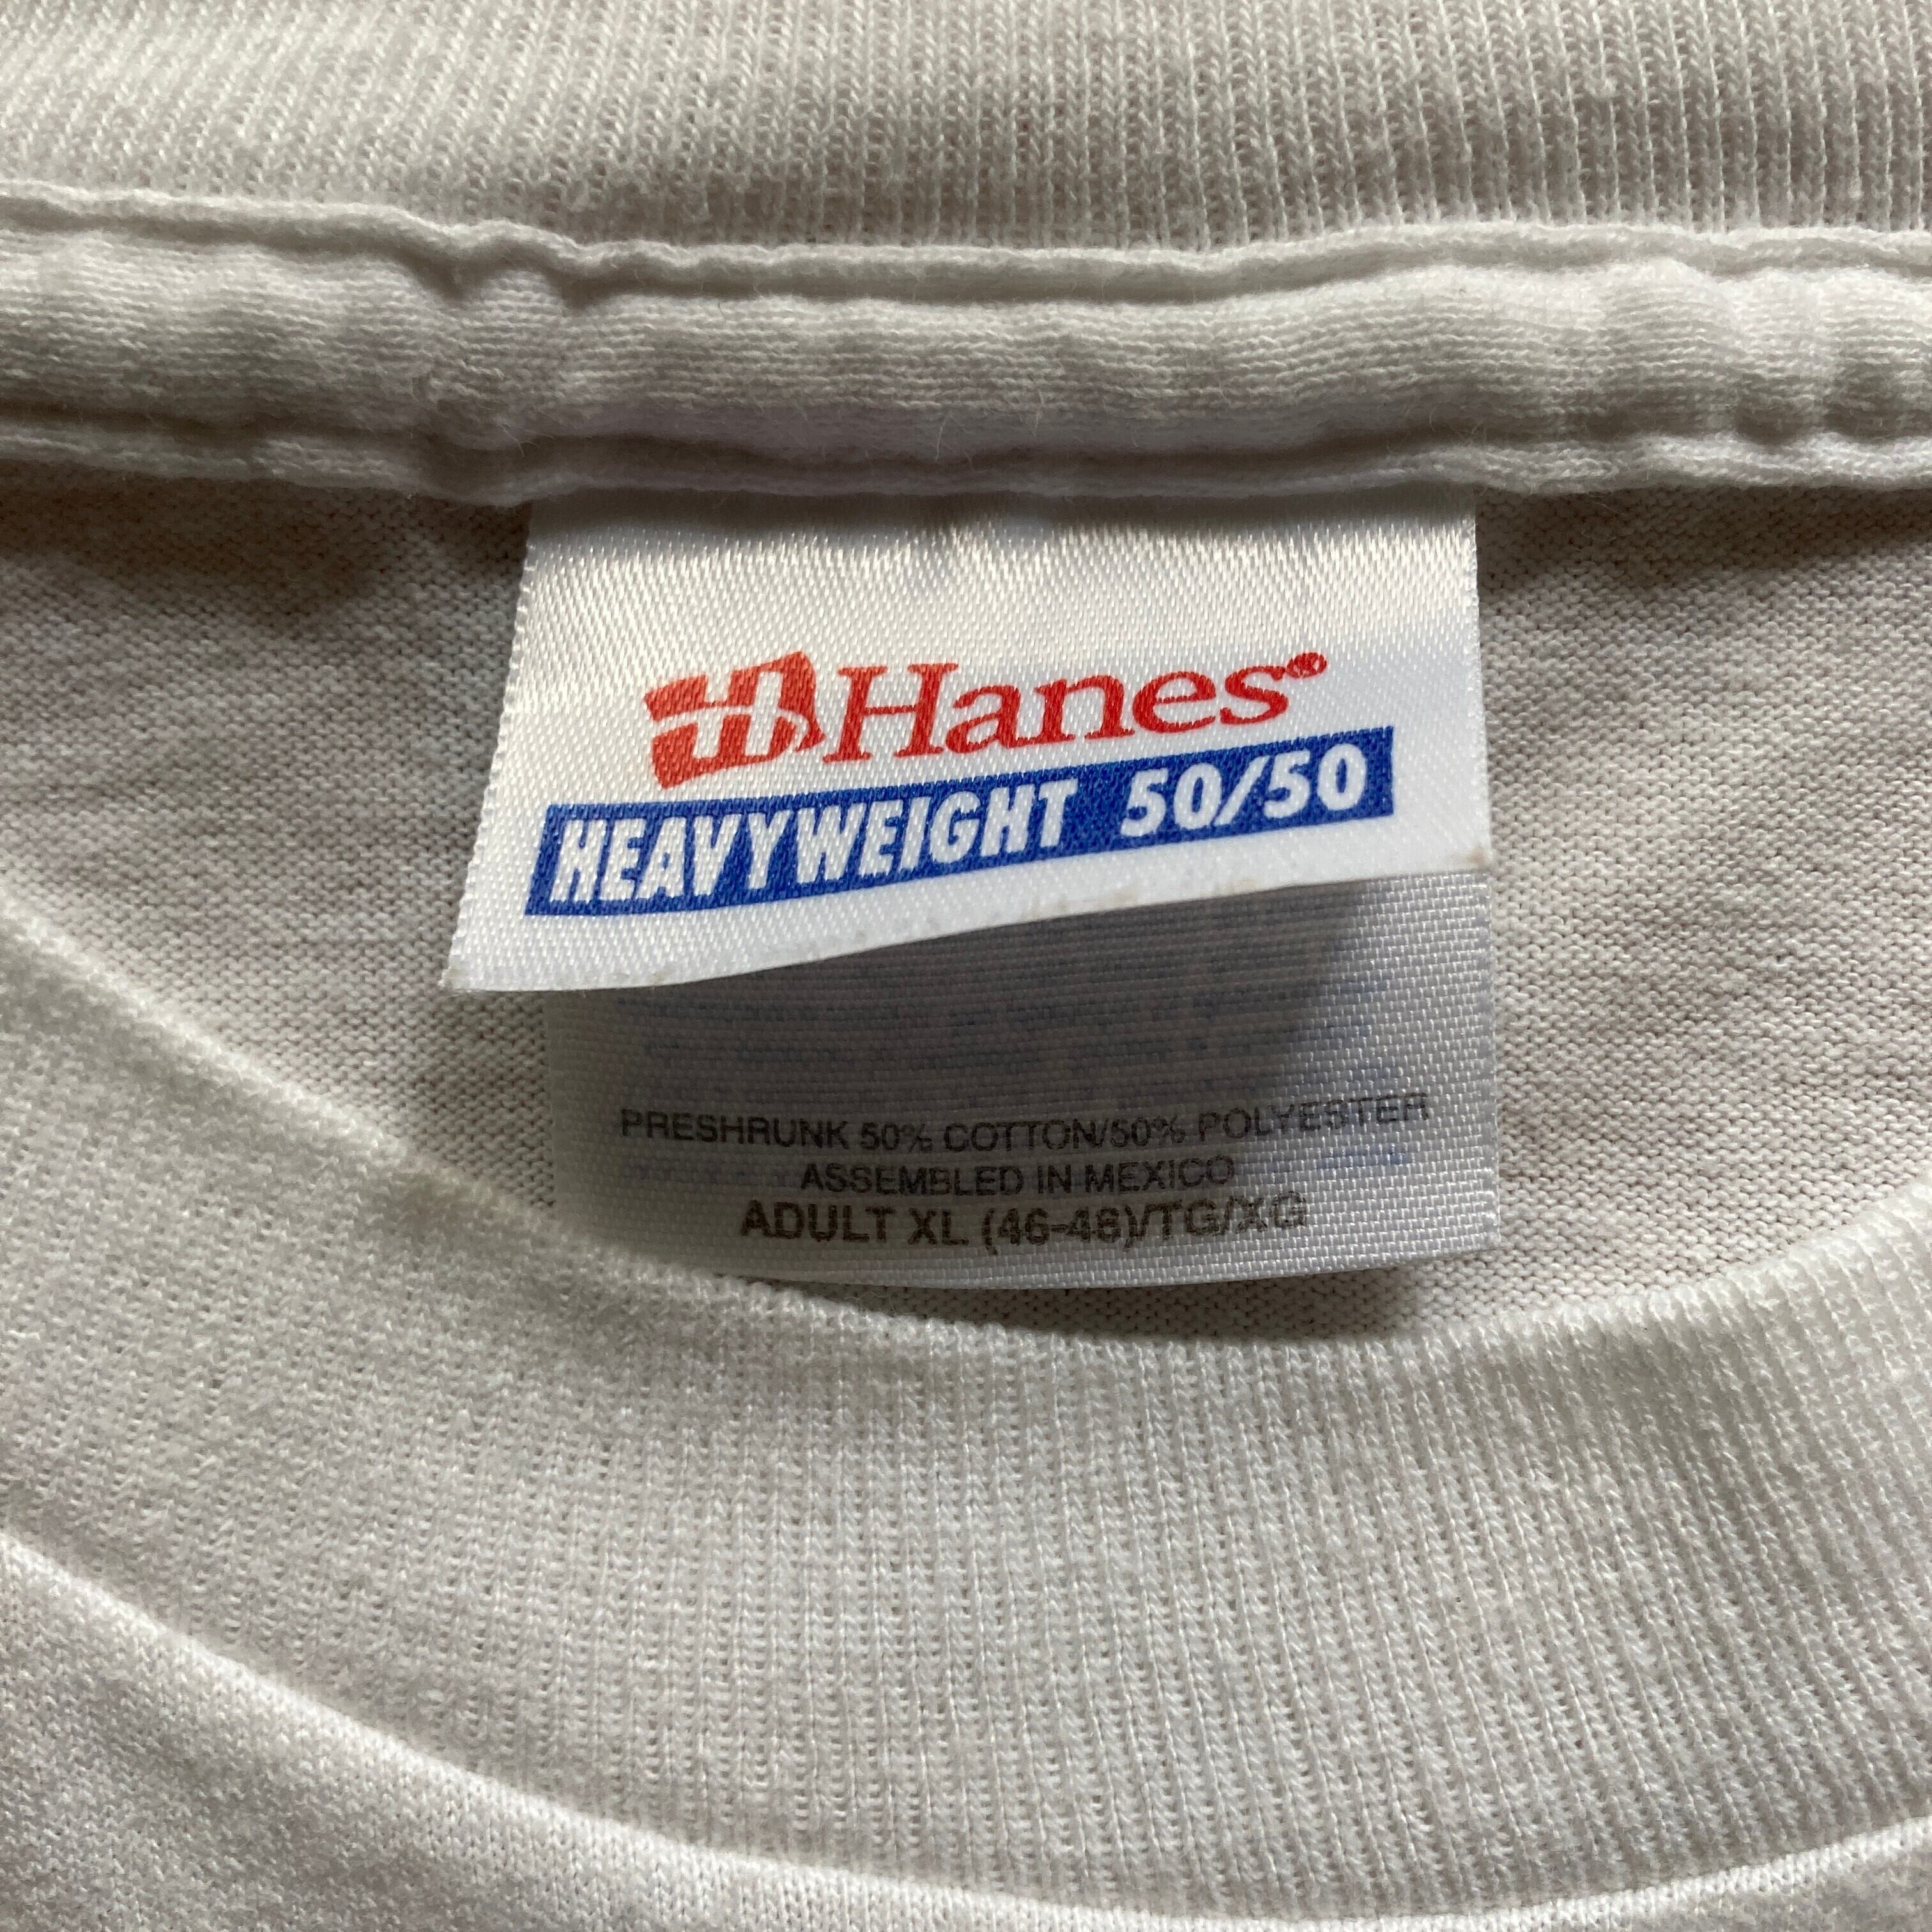 Hanes®
HEAVYWEIGHT 50/50
PRESHRUNK 50% COTTON/50% POLYESTER
ASSEMBLED IN MEXICO
ADULT XL (46-48)/TG/XG